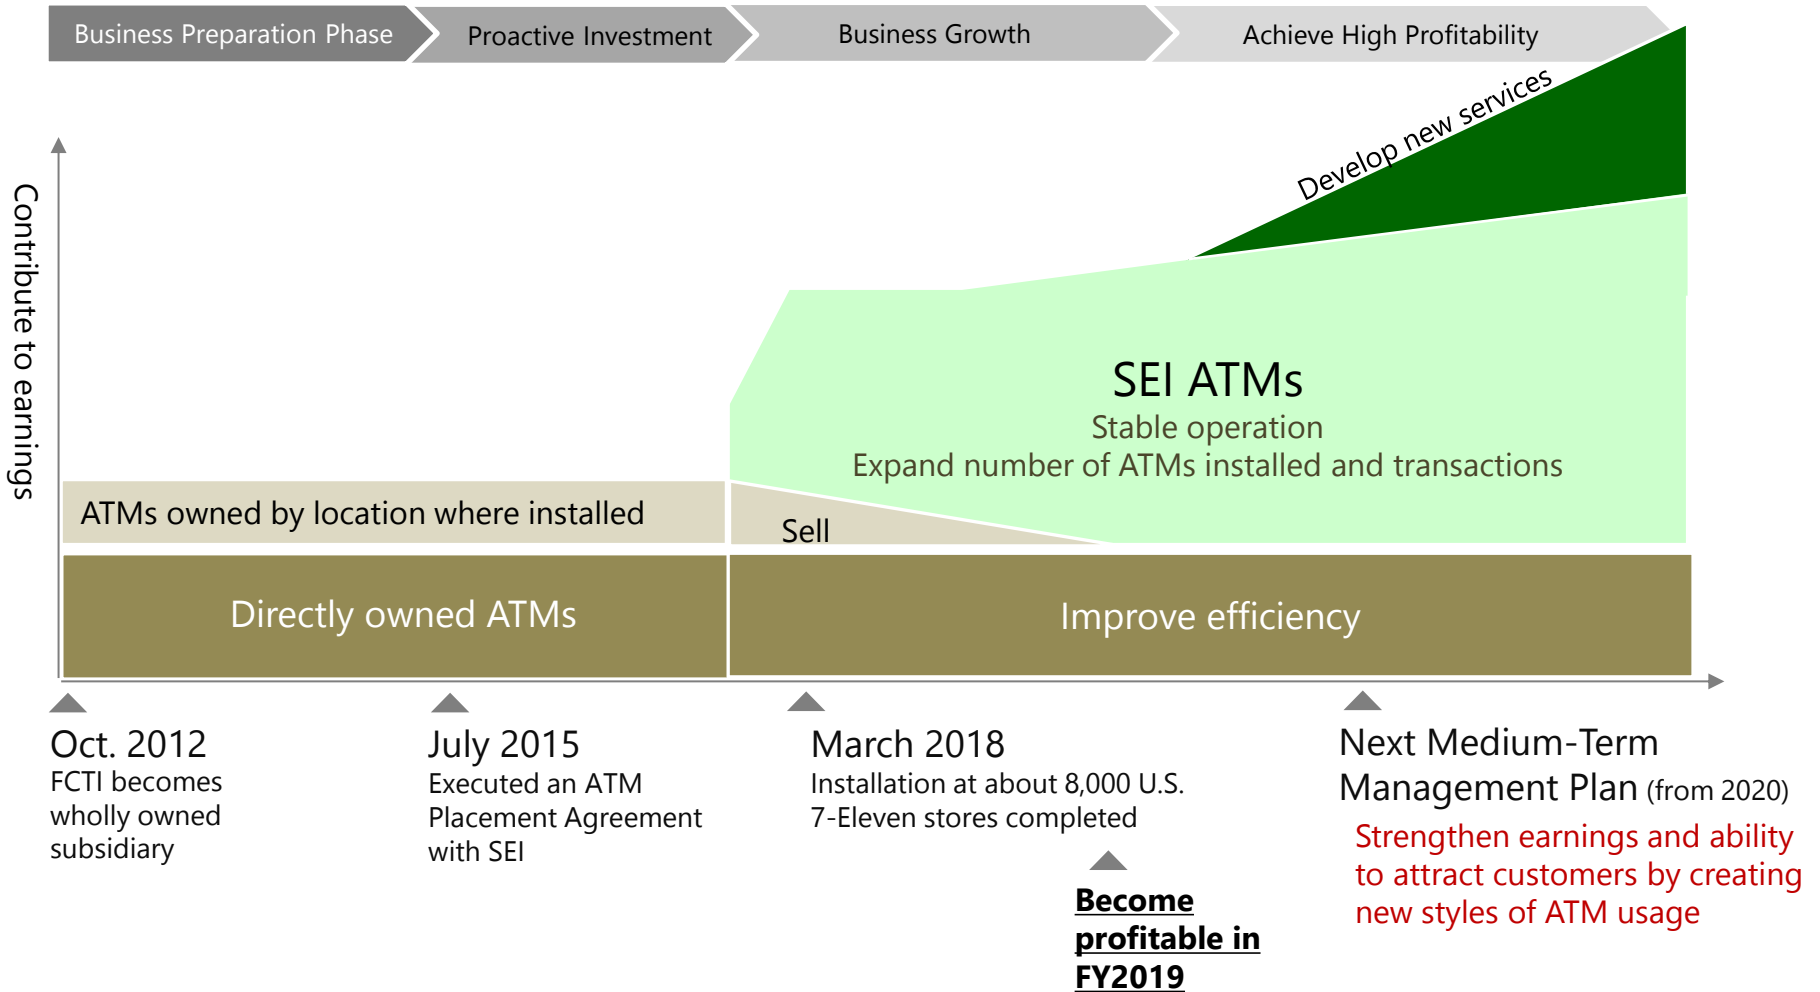 Business Preparation Phase
Proactive Investment
Business Growth
Achieve High Profitability
Contribute to earnings
Develop new services
SEI ATMs
Stable operation
Expand number of ATMs installed and transactions
ATMs owned by location where installed
Sell
Directly owned ATMs
Improve efficiency
Oct. 2012
FCTI becomes
wholly owned
subsidiary
July 2015
Executed an ATM
Placement Agreement
with SEI
March 2018
Installation at about 8,000 U.S.
7-Eleven stores completed
Become
profitable in
FY2019
Next Medium-Term
Management Plan (from 2020)
Strengthen earnings and ability
to attract customers by creating
new styles of ATM usage